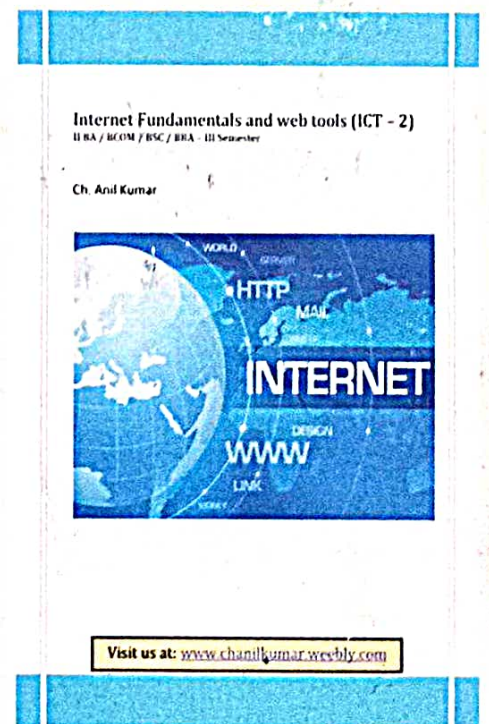 Internet Fundamentals and web tools (ICT - 2)
II BA / BCOM / BSC / BBA - III Semester
Ch. Anil Kumar
WORLD
SERVER
HTTP
MAIL
INTERNET
DESIGN
WWW
LINK
Visit us at: www.chanilkumar.weebly.com